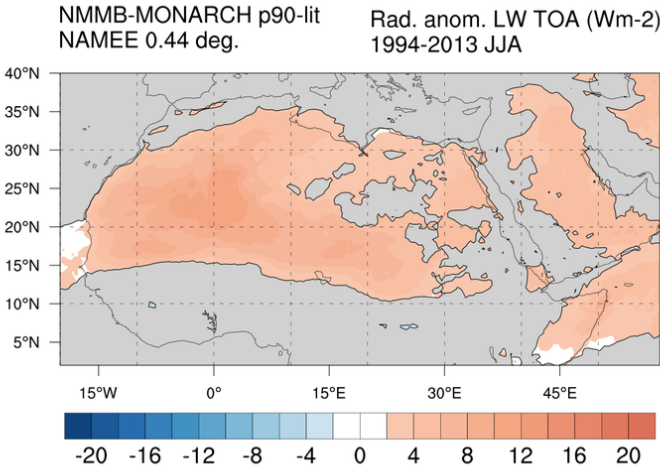 NMMB-MONARCH p90-lit
NAMEE 0.44 deg.
Rad. anom. LW TOA (Wm-2)
1994-2013 JJA
40°N
35°N
30°N
25°N
20°N
15°N
10°N
5°N
15°W 0° 15°E 30°E 45°E
-20 -16 -12 -8 -4 0 4 8 12 16 20